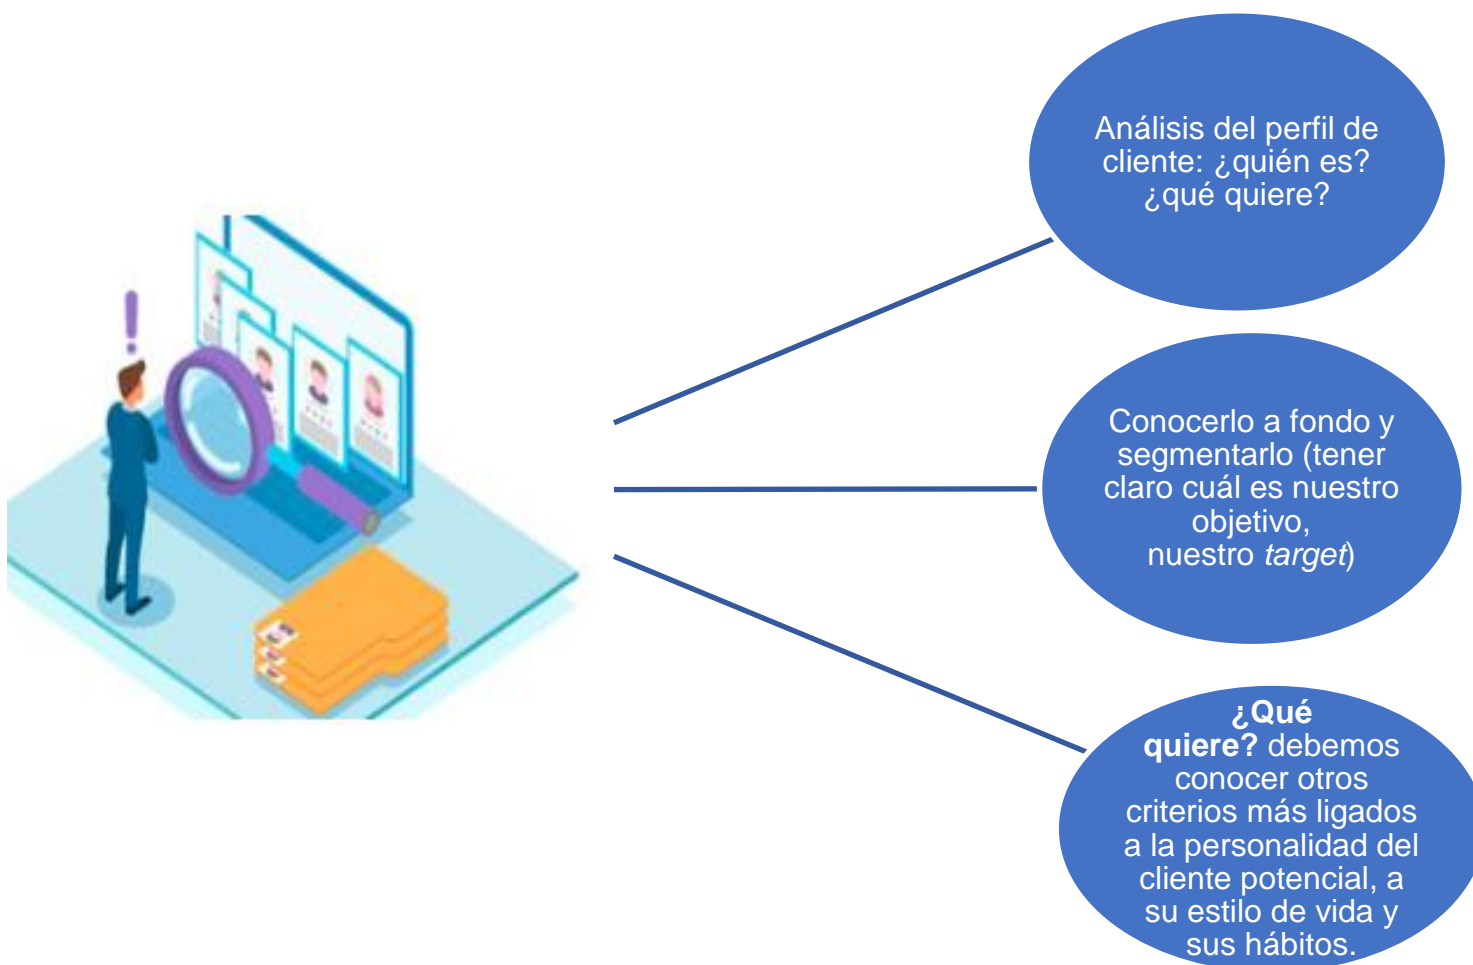 Análisis del perfil de
cliente: ¿quién es?
¿qué quiere?
Conocerlo a fondo y
segmentarlo (tener
claro cuál es nuestro
objetivo,
nuestro target)
¿Qué
quiere? debemos
conocer otros
criterios más ligados
a la personalidad del
cliente potencial, a
su estilo de vida y
sus hábitos.